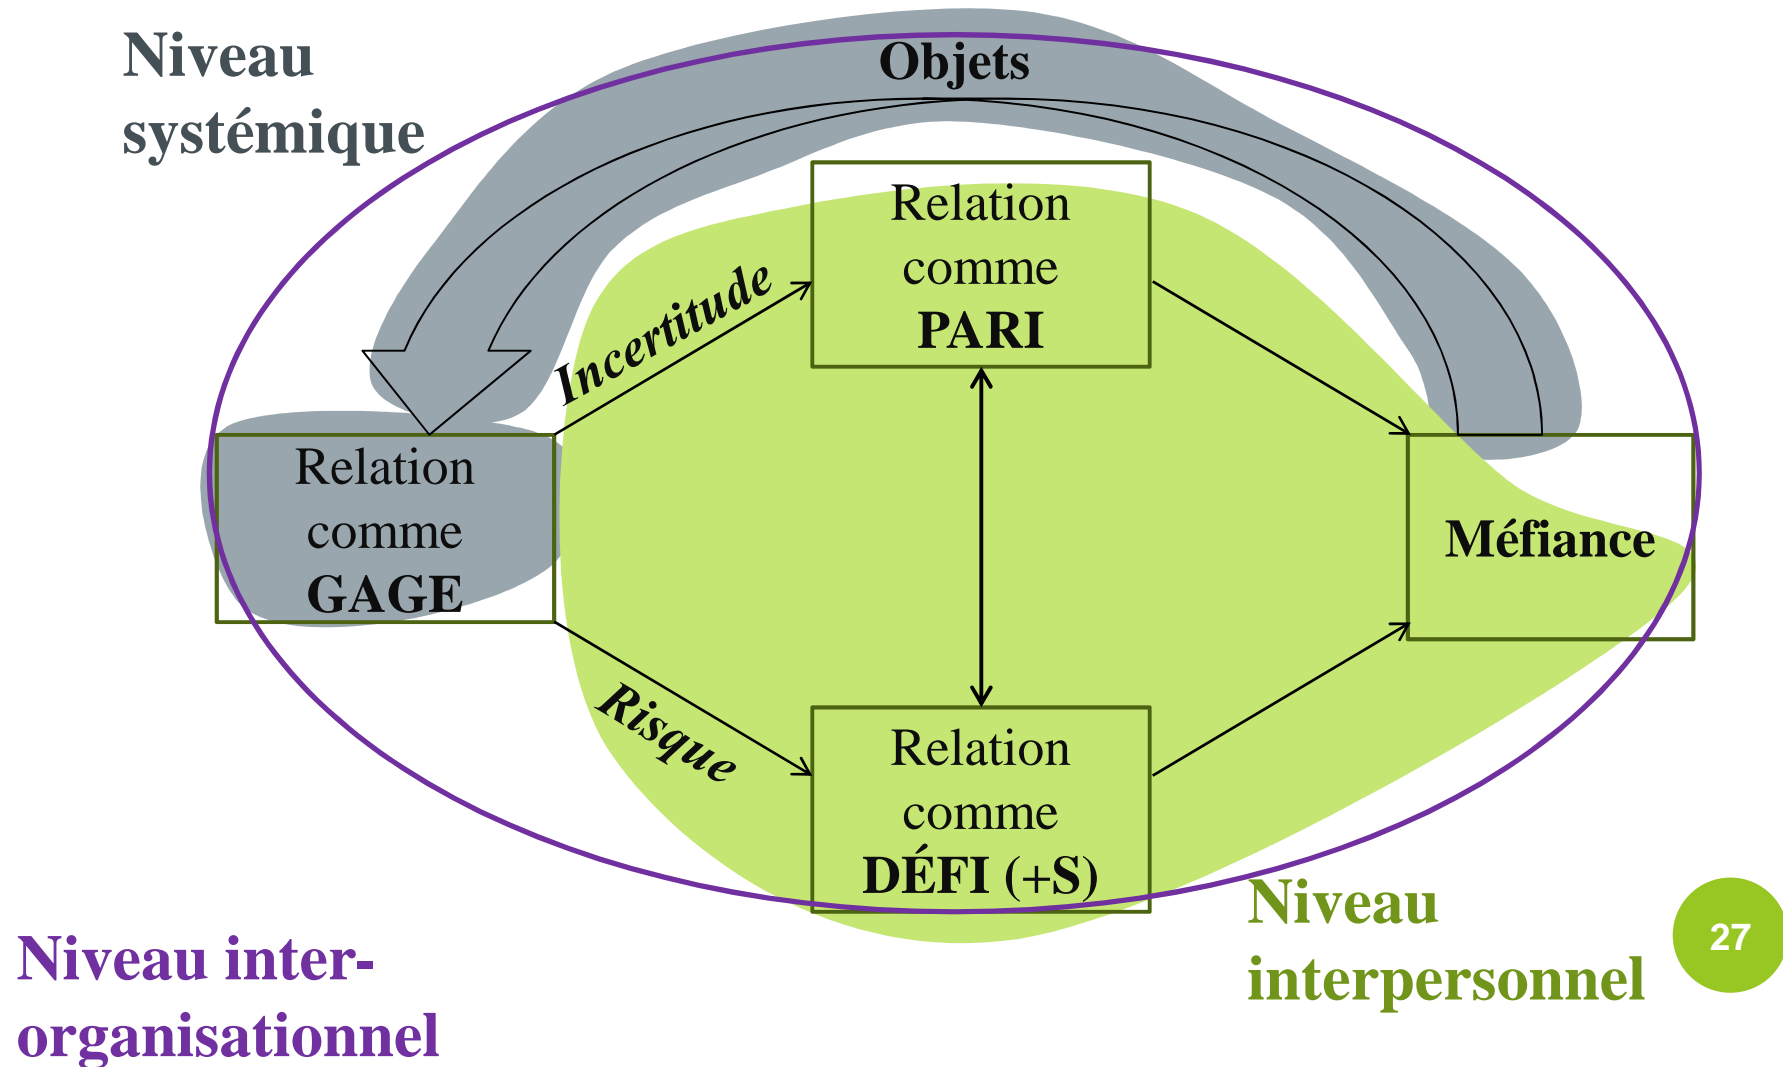 Niveau
systémique
Objets
Relation
comme
PARI
Incertitude
Relation
comme
GAGE
Méfiance
Risque
Relation
comme
DÉFI (+S)
Niveau
interpersonnel
27
Niveau inter-
organisationnel